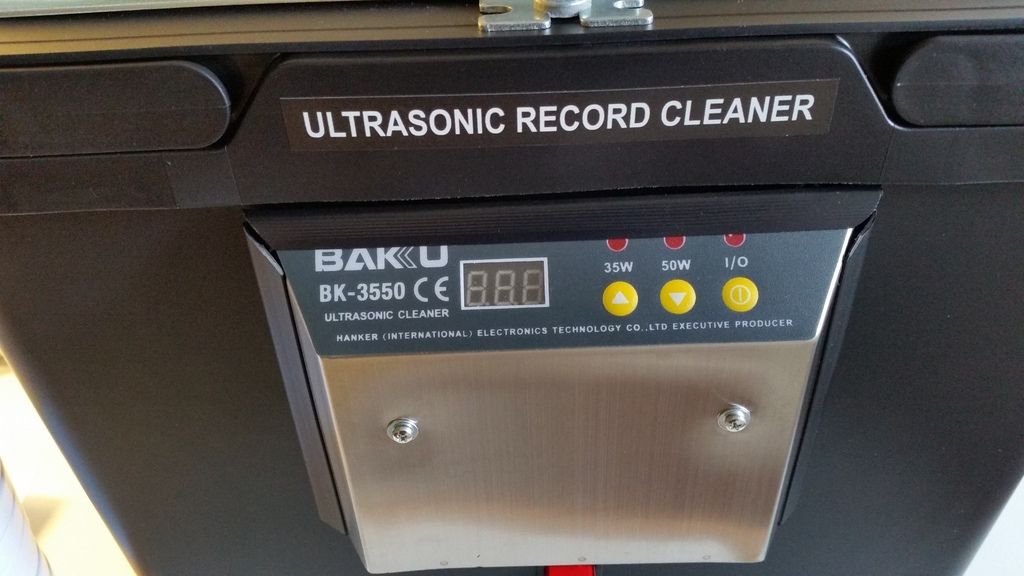 ULTRASONIC RECORD CLEANER
BAKU
BK-3550 CE
ULTRASONIC CLEANER
35W 50W I/O
HANKER (INTERNATIONAL) ELECTRONICS TECHNOLOGY CO.,LTD EXECUTIVE PRODUCER